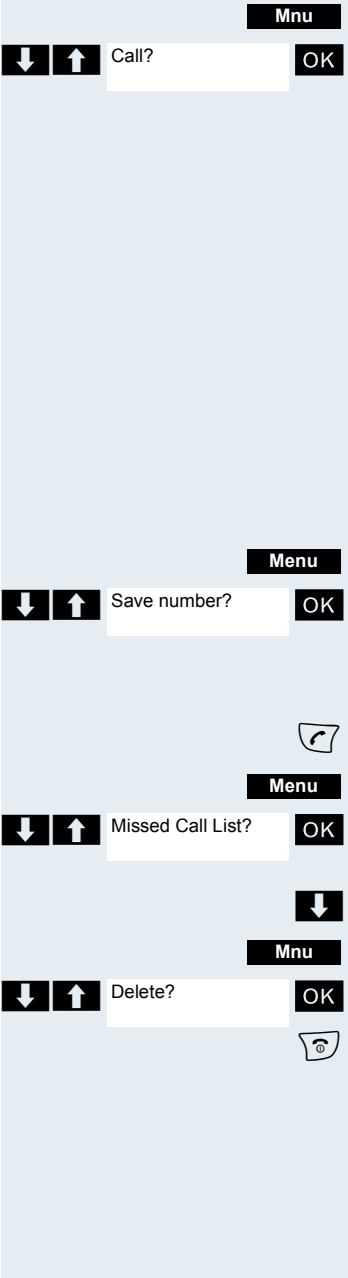 Mnu
Call? OK
Menu
Save number? OK
Menu
Missed Call List? OK
Mnu
Delete? OK